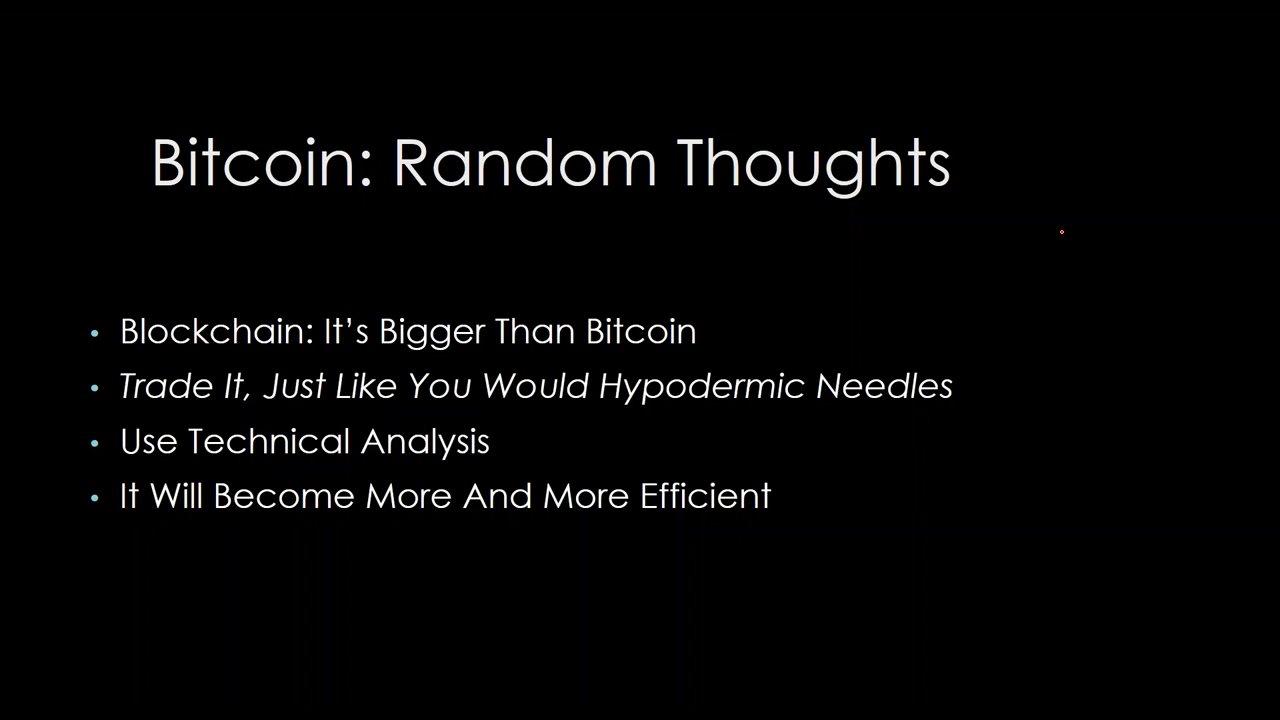 Bitcoin: Random Thoughts
• Blockchain: It’s Bigger Than Bitcoin
• Trade It, Just Like You Would Hypodermic Needles
• Use Technical Analysis
• It Will Become More And More Efficient